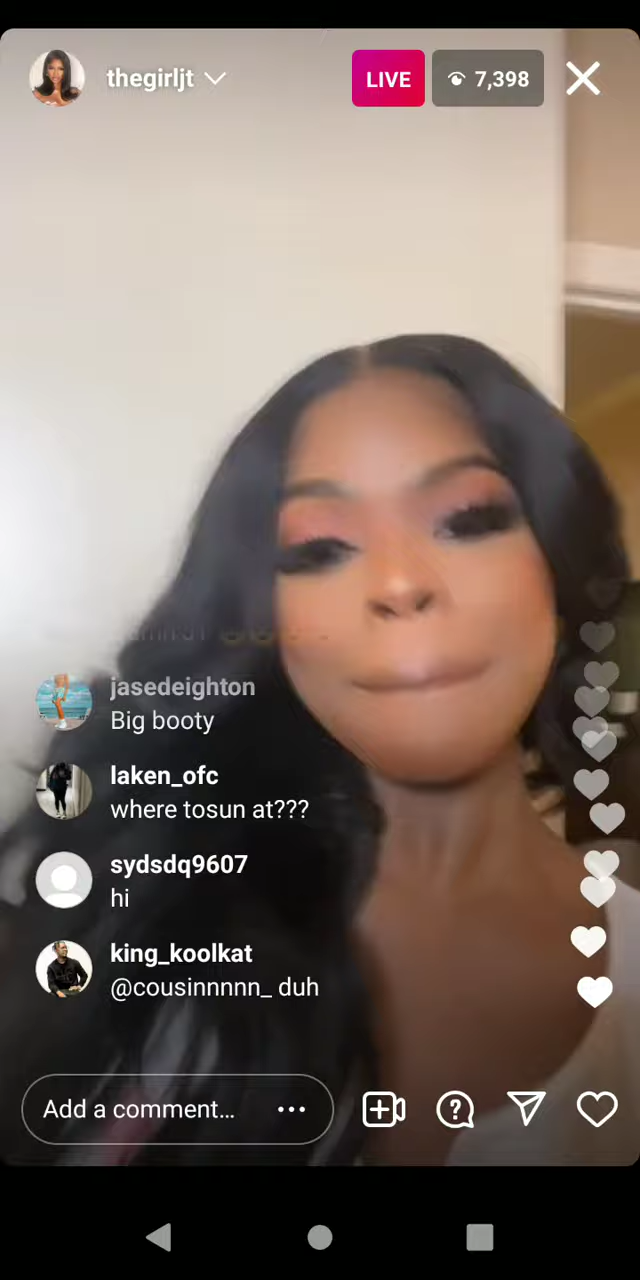 thegirljt
LIVE
7,398
jasedeighton
Big booty
laken_ofc
where tosun at???
sydsdq9607
hi
king_koolkat
@cousinnnnn_ duh
Add a comment...